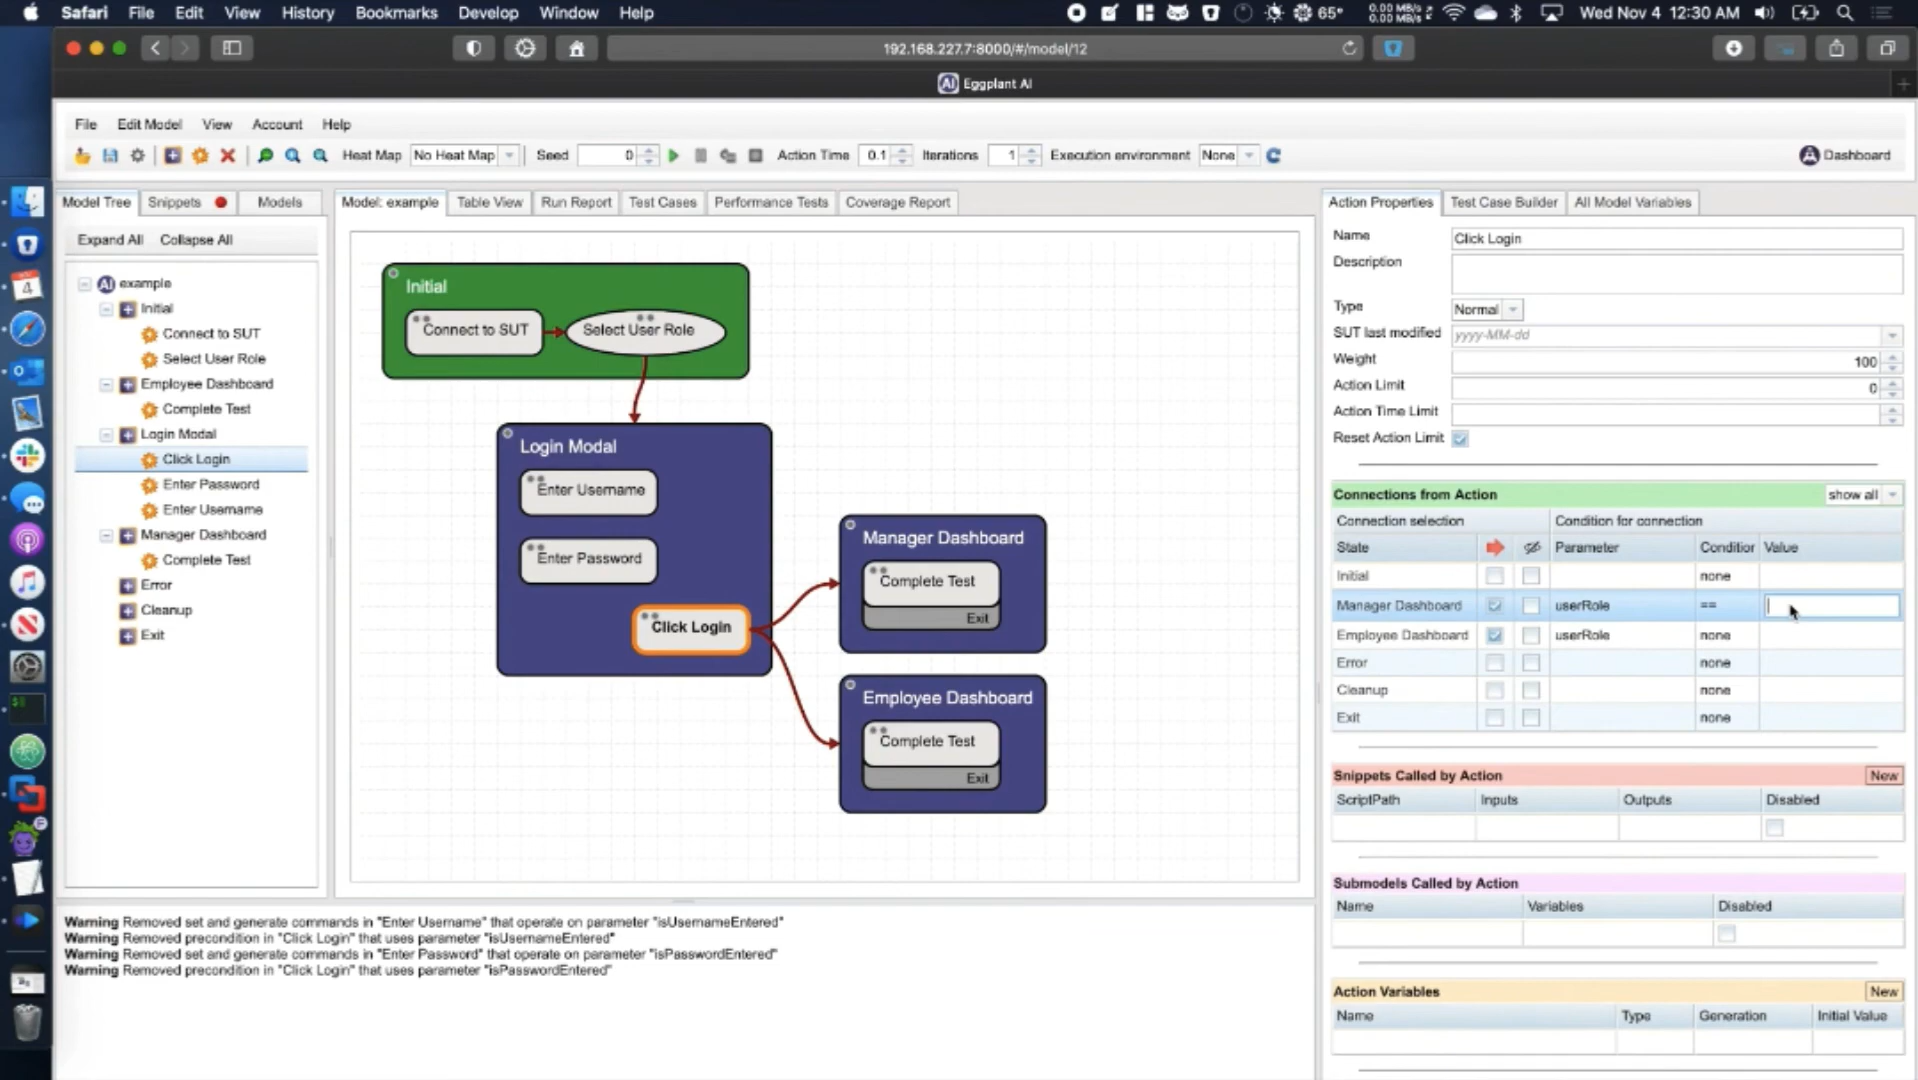 Safari File Edit View History Bookmarks Develop Window Help 65° 0.00 MB/s 0.00 MB/s Wed Nov 4 12:30 AM
192.168.227.7:8000/#/model/12
Eggplant AI
File Edit Model View Account Help
Heat Map No Heat Map Seed 0 Action Time 0.1 Iterations 1 Execution environment None Dashboard
Model Tree Snippets Models
Model: example Table View Run Report Test Cases Performance Tests Coverage Report
Action Properties Test Case Builder All Model Variables
Expand All Collapse All
example
Initial
Connect to SUT
Select User Role
Employee Dashboard
Complete Test
Login Modal
Click Login
Enter Password
Enter Username
Manager Dashboard
Complete Test
Error
Cleanup
Exit
Initial
Connect to SUT
Select User Role
Login Modal
Enter Username
Enter Password
Click Login
Manager Dashboard
Complete Test
Exit
Employee Dashboard
Complete Test
Exit
Name Click Login
Description
Type Normal
SUT last modified yyyy-MM-dd
Weight 100
Action Limit 0
Action Time Limit
Reset Action Limit
Connections from Action show all
Connection selection Condition for connection
State Parameter Condition Value
Initial none
Manager Dashboard userRole ==
Employee Dashboard userRole none
Error none
Cleanup none
Exit none
Snippets Called by Action New
ScriptPath Inputs Outputs Disabled
Submodels Called by Action
Name Variables Disabled
Action Variables New
Name Type Generation Initial Value
Warning Removed set and generate commands in "Enter Username" that operate on parameter "isUsernameEntered"
Warning Removed precondition in "Click Login" that uses parameter "isUsernameEntered"
Warning Removed set and generate commands in "Enter Password" that operate on parameter "isPasswordEntered"
Warning Removed precondition in "Click Login" that uses parameter "isPasswordEntered"